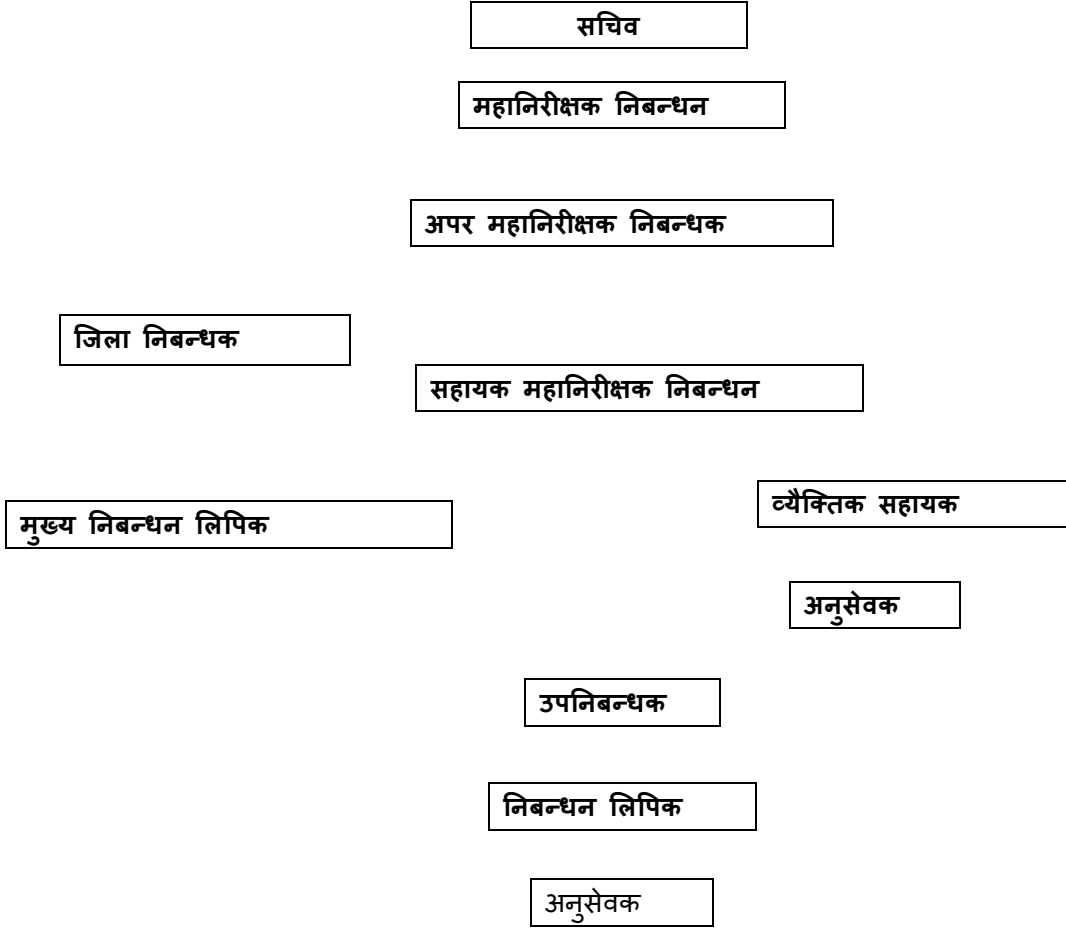 सचिव
महानिरीक्षक निबन्धन
अपर महानिरीक्षक निबन्धक
जिला निबन्धक
सहायक महानिरीक्षक निबन्धन
मुख्य निबन्धन लिपिक
व्यैक्तिक सहायक
अनुसेवक
उपनिबन्धक
निबन्धन लिपिक
अनुसेवक